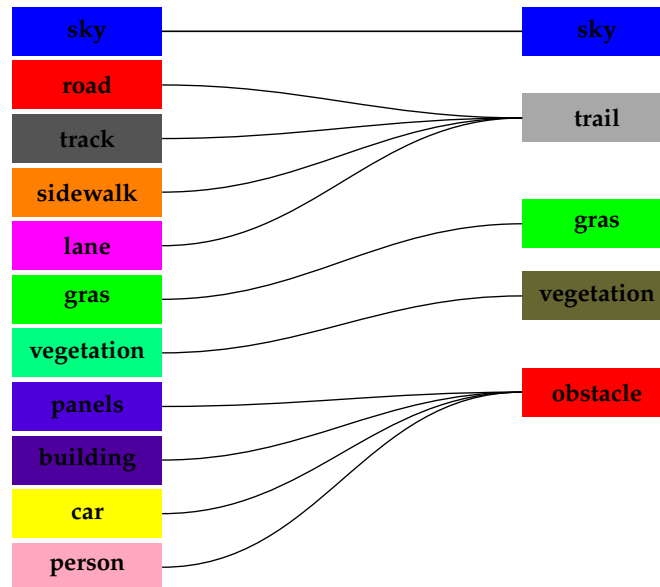 sky
road
track
sidewalk
lane
gras
vegetation
panels
building
car
person
sky
trail
gras
vegetation
obstacle